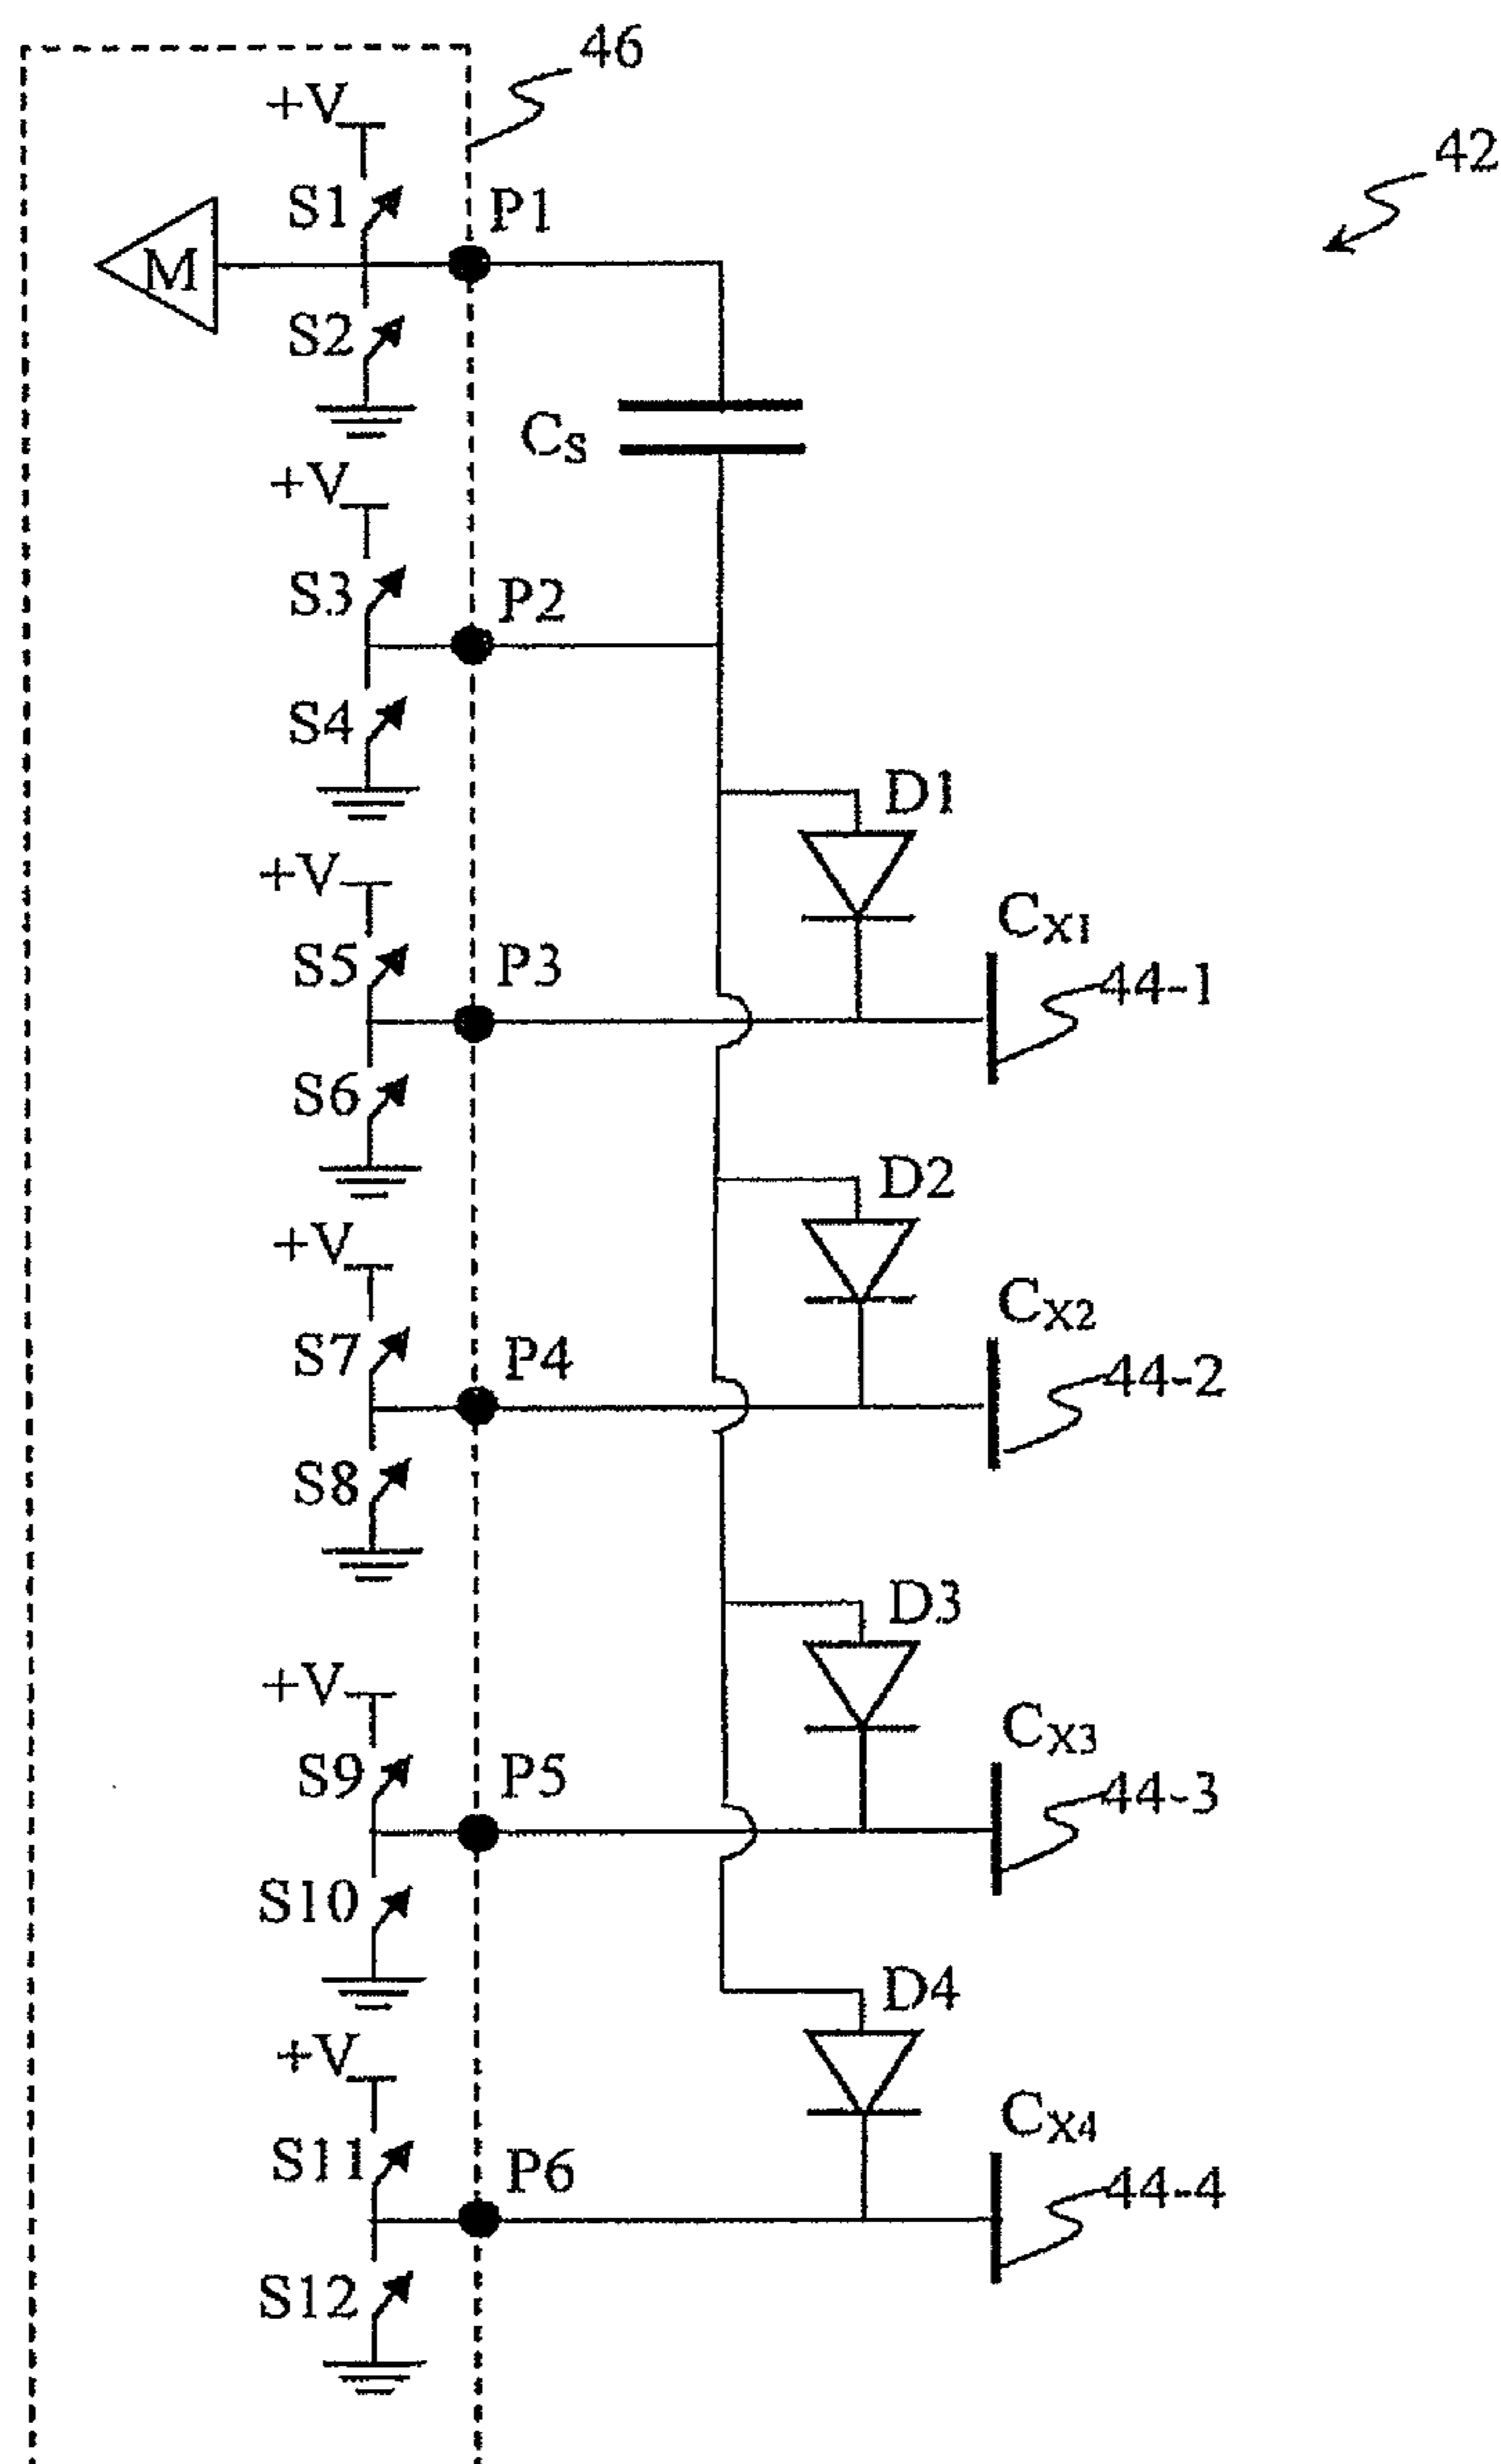 46
42
+V
S1
P1
M
S2
CS
+V
S3
P2
S4
D1
+V
CX1
S5
P3
44-1
S6
D2
+V
CX2
S7
P4
44-2
S8
D3
+V
CX3
S9
P5
44-3
S10
D4
+V
CX4
S11
P6
44-4
S12